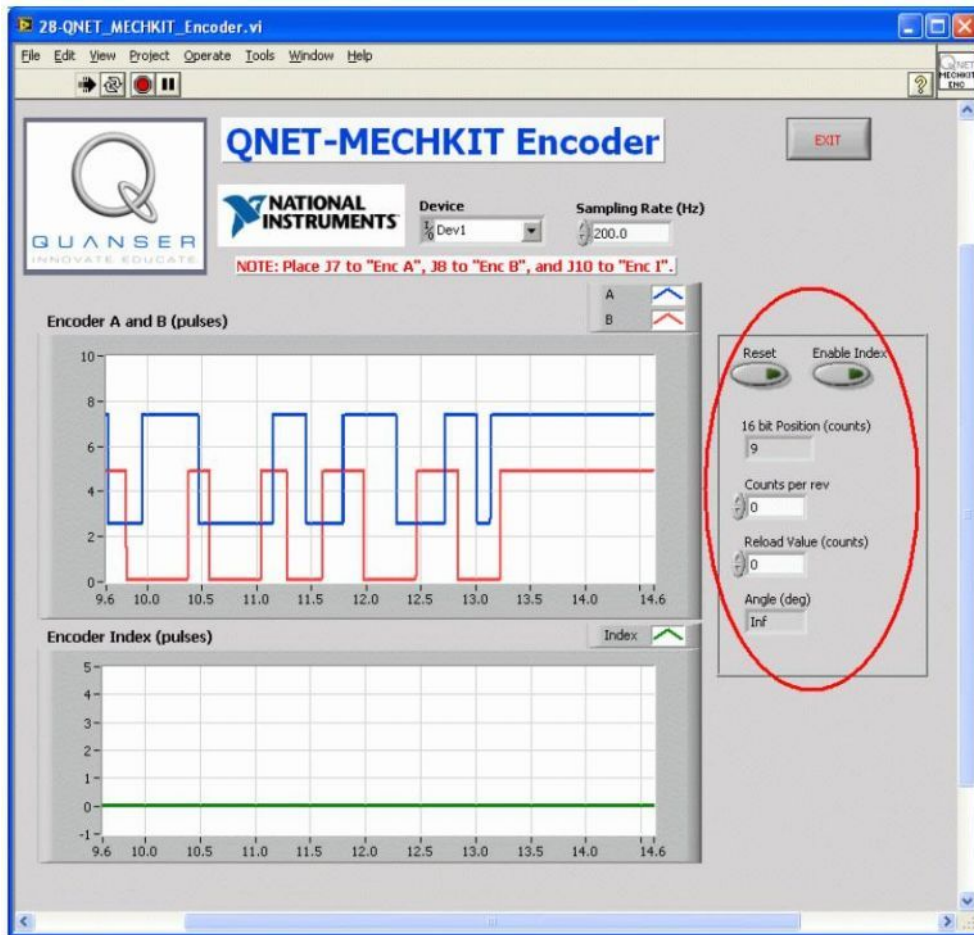 28-QNET_MECHKIT_Encoder.vi
File Edit View Project Operate Tools Window Help
QNET
MECHKIT
ENC
QUANSER
INNOVATE EDUCATE
QNET-MECHKIT Encoder
EXIT
NATIONAL
INSTRUMENTS
Device
Dev1
Sampling Rate (Hz)
200.0
NOTE: Place J7 to "Enc A", J8 to "Enc B", and J10 to "Enc I".
Encoder A and B (pulses)
A
B
10
8
6
4
2
0
9.6 10.0 10.5 11.0 11.5 12.0 12.5 13.0 13.5 14.0 14.6
Reset Enable Index
16 bit Position (counts)
9
Counts per rev
0
Reload Value (counts)
0
Angle (deg)
Inf
Encoder Index (pulses)
Index
5
4
3
2
1
0
-1
9.6 10.0 10.5 11.0 11.5 12.0 12.5 13.0 13.5 14.0 14.6